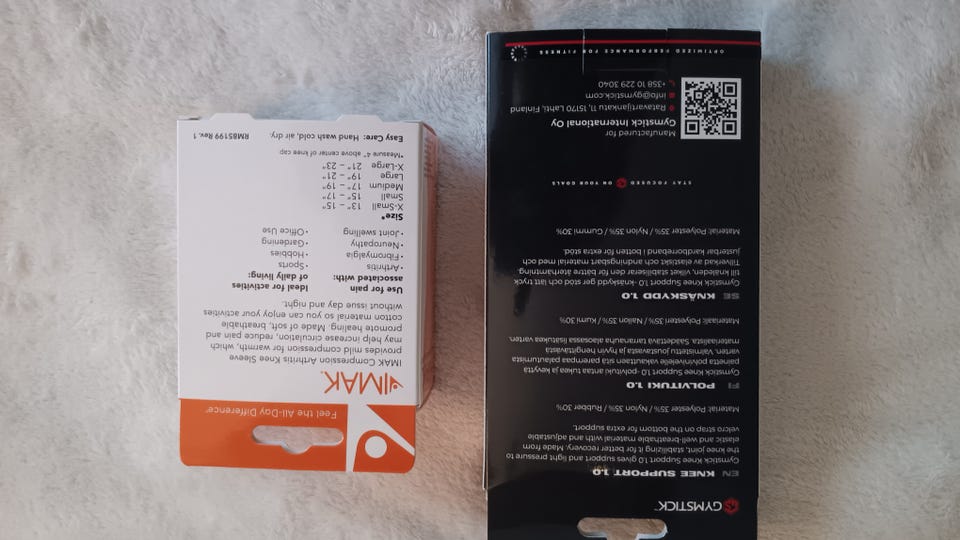 Feel the All-Day Difference®
IMAK®
IMAK Compression Arthritis Knee Sleeve
provides mild compression for warmth, which
may help increase circulation, reduce pain and
promote healing. Made of soft, breathable
cotton material so you can enjoy your activities
without issue day and night.
Use for pain
associated with:
Arthritis
• Fibromyalgia
• Neuropathy
• Joint swelling
Ideal for activities
of daily living:
• Sports
• Hobbies
• Gardening
• Office Use
Size*
X-Small 13" – 15"
Small 15" – 17"
Medium 17" – 19"
Large 19" – 21"
X-Large 21" – 23"
*Measure 4" above center of knee cap
Easy Care: Hand wash cold, air dry.
RM85199 Rev. 1
GYMSTICK™
EN KNEE SUPPORT 1.0
Gymstick Knee Support 1.0 gives support and light pressure to
the knee joint, stabilizing it for better recovery. Made from
elastic and well-breathable material with and adjustable
velcro strap on the bottom for extra support.
Material: Polyester 35% / Nylon 35% / Rubber 30%
FI POLVITUKI 1.0
Gymstick Knee Support 1.0 -polvituki antaa tukea ja kevyttä
painetta polvinivelelle vakauttaen sitä parempaa palautumista
varten. Valmistettu joustavasta ja hyvin hengittävästä
materiaalista. Säädettävä tarranauha alaosassa lisätukea varten.
Materiaali: Polyesteri 35% / Nailon 35% / Kumi 30%
SE KNÄSKYDD 1.0
Gymstick Knee Support 1.0-knäskydd ger stöd och lätt tryck
till knäleden, vilket stabiliserar den för bättre återhämtning.
Tillverkad av elastiskt och andningsbart material med och
justerbar kardborreband i botten för extra stöd.
Material: Polyester 35% / Nylon 35% / Gummi 30%
STAY FOCUSED ON YOUR GOALS
Manufactured for
Gymstick International Oy
Ratavartijankatu 11, 15170 Lahti, Finland
info@gymstick.com
+358 10 229 3040
OPTIMIZED PERFORMANCE FOR FITNESS